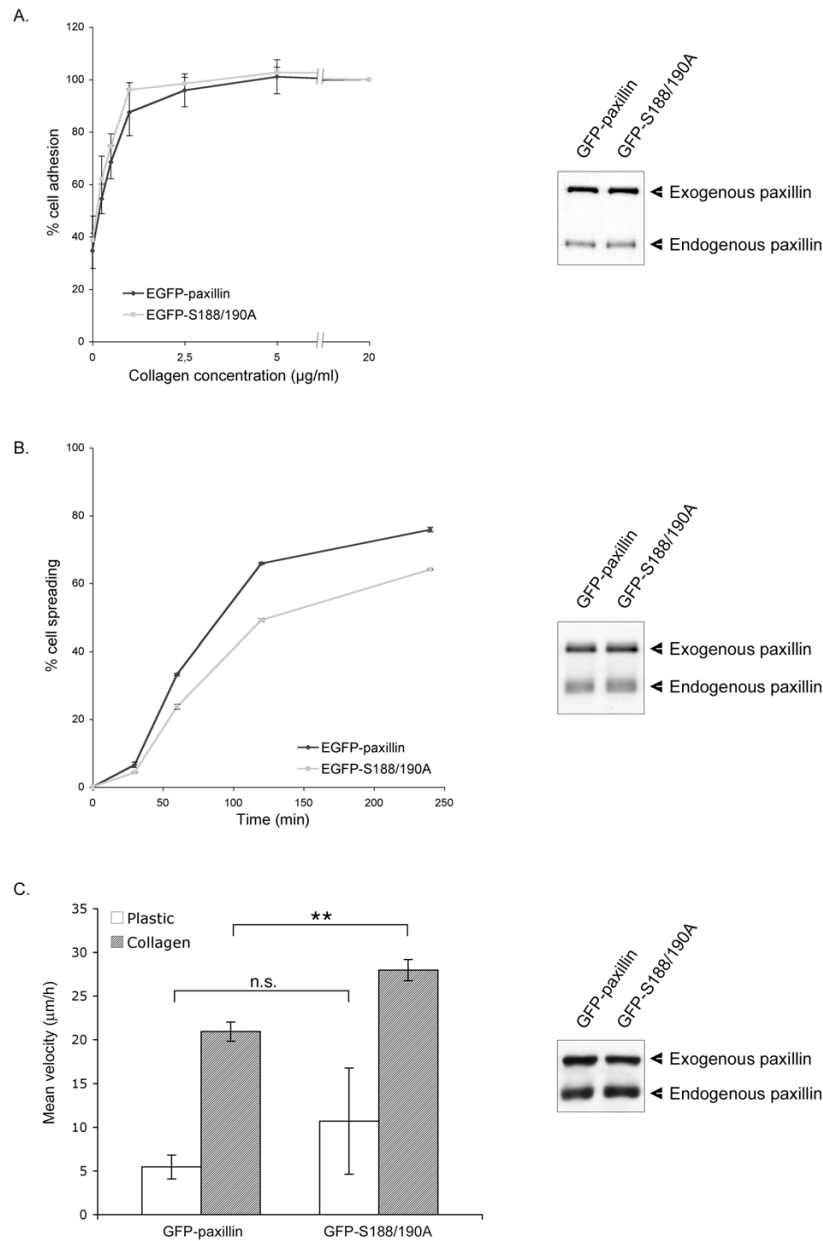 A.
% cell adhesion
120
100
80
60
40
20
0
EGFP-paxillin
EGFP-S188/190A
0 2,5 5 20
Collagen concentration (µg/ml)
GFP-paxillin
GFP-S188/190A
Exogenous paxillin
Endogenous paxillin
B.
% cell spreading
100
80
60
40
20
0
EGFP-paxillin
EGFP-S188/190A
0 50 100 150 200 250
Time (min)
GFP-paxillin
GFP-S188/190A
Exogenous paxillin
Endogenous paxillin
C.
Mean velocity (µm/h)
35
30
25
20
15
10
5
0
Plastic
Collagen
**
n.s.
GFP-paxillin GFP-S188/190A
GFP-paxillin
GFP-S188/190A
Exogenous paxillin
Endogenous paxillin